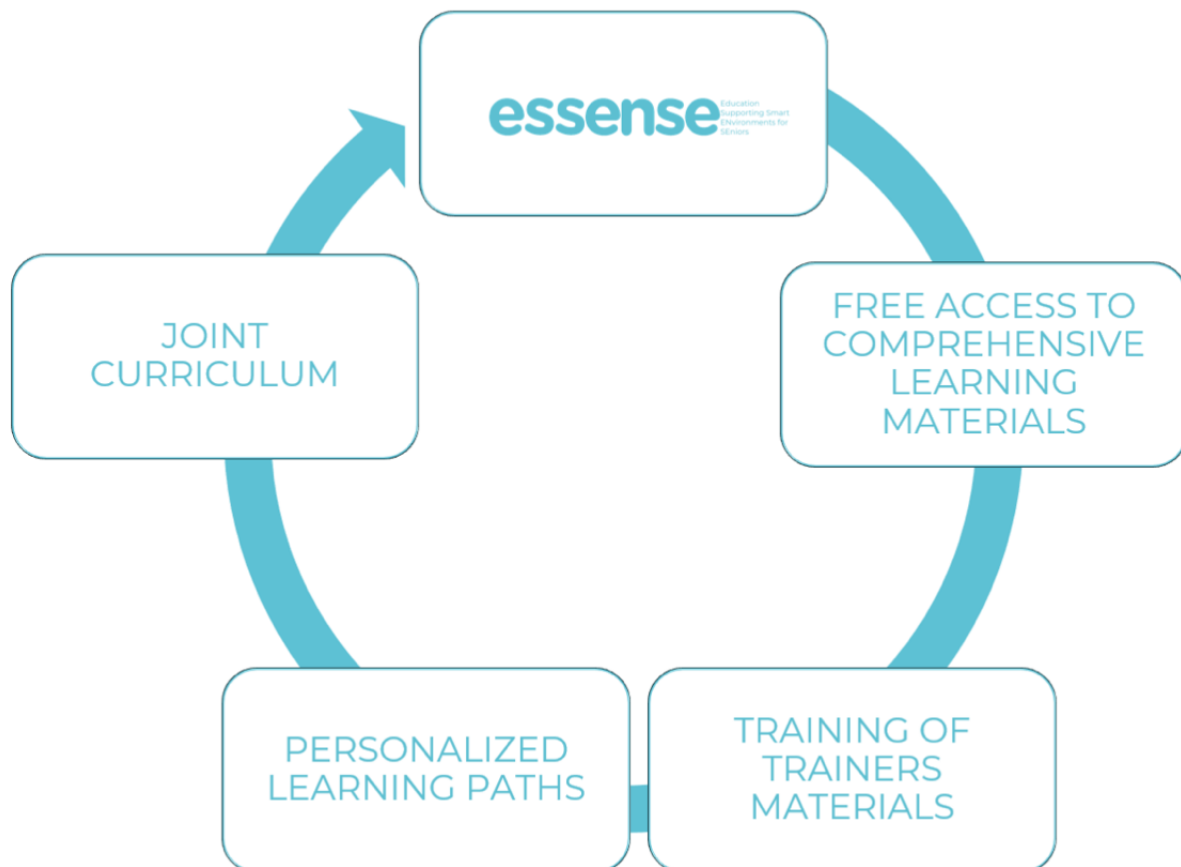 essense
Education
Supporting Smart
ENvironments for
SEniors
FREE ACCESS TO
COMPREHENSIVE
LEARNING
MATERIALS
TRAINING OF
TRAINERS
MATERIALS
PERSONALIZED
LEARNING PATHS
JOINT
CURRICULUM